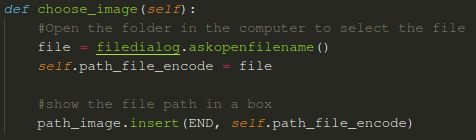 def choose_image(self):
#Open the folder in the computer to select the file
file = filedialog.askopenfilename()
self.path_file_encode = file
#show the file path in a box
path_image.insert(END, self.path_file_encode)